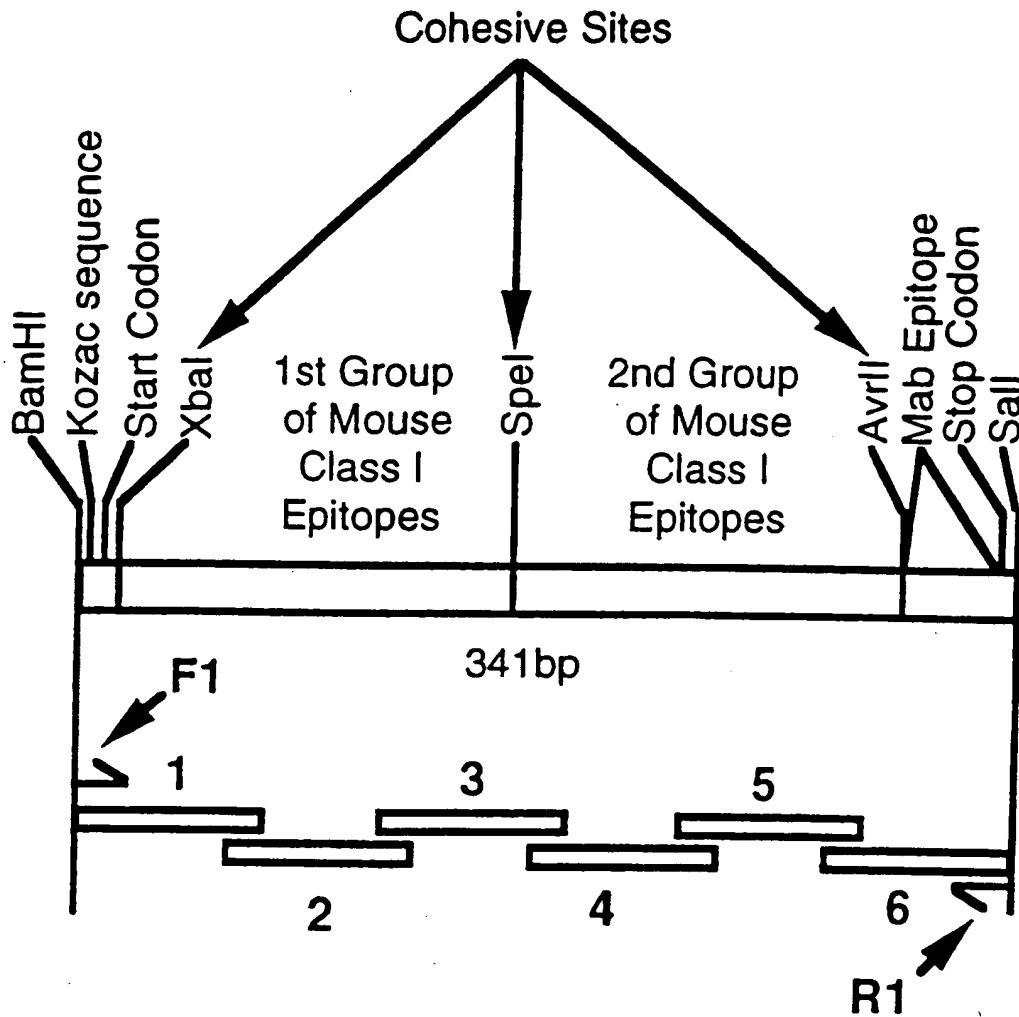 Cohesive Sites
BamHI
Kozac sequence
Start Codon
XbaI
1st Group
of Mouse
Class I
Epitopes
SpeI
2nd Group
of Mouse
Class I
Epitopes
AvrII
Mab Epitope
Stop Codon
SalI
341bp
F1
1
3
5
2
4
6
R1